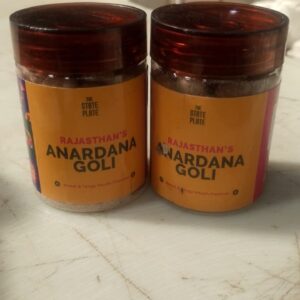 THE
STATE
PLATE
RAJASTHAN'S
ANARDANA
GOLI
THE
STATE
PLATE
RAJASTHAN'S
ANARDANA
GOLI